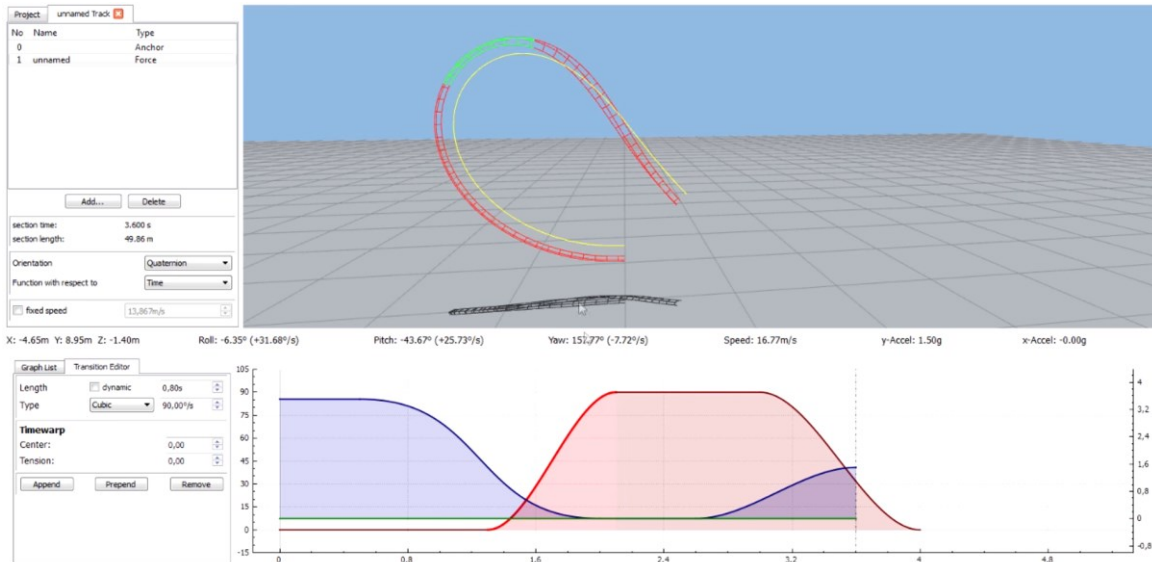 Project unnamed Track
No Name Type
0 Anchor
1 unnamed Force
Add... Delete
section time: 3.600 s
section length: 49.86 m
Orientation Quaternion
Function with respect to Time
fixed speed 13,867m/s
X: -4.65m Y: 8.95m Z: -1.40m Roll: -6.35° (+31.68°/s) Pitch: -43.67° (+25.73°/s) Yaw: 151.77° (-7.72°/s) Speed: 16.77m/s y-Accel: 1.50g x-Accel: -0.00g
Graph List Transition Editor
Length dynamic 0,80s
Type Cubic 90,00°/s
Timewarp
Center: 0,00
Tension: 0,00
Append Prepend Remove
105
90
75
60
45
30
15
0
-15
4
3,2
2,4
1,6
0,8
0
-0,8
0 0.8 1.6 2.4 3.2 4 4.8